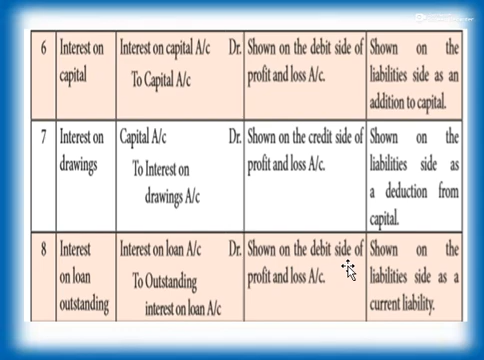 6 Interest on Interest on capital A/c Dr. Shown on the debit side of Shown on the
capital To Capital A/c profit and loss A/c. liabilities side as an
addition to capital.
7 Interest on Capital A/c Dr. Shown on the credit side of Shown on the
drawings To Interest on profit and loss A/c. liabilities side as
drawings A/c a deduction from
capital.
8 Interest Interest on loan A/c Dr. Shown on the debit side of Shown on the
on loan To Outstanding profit and loss A/c. liabilities side as a
outstanding interest on loan A/c current liability.